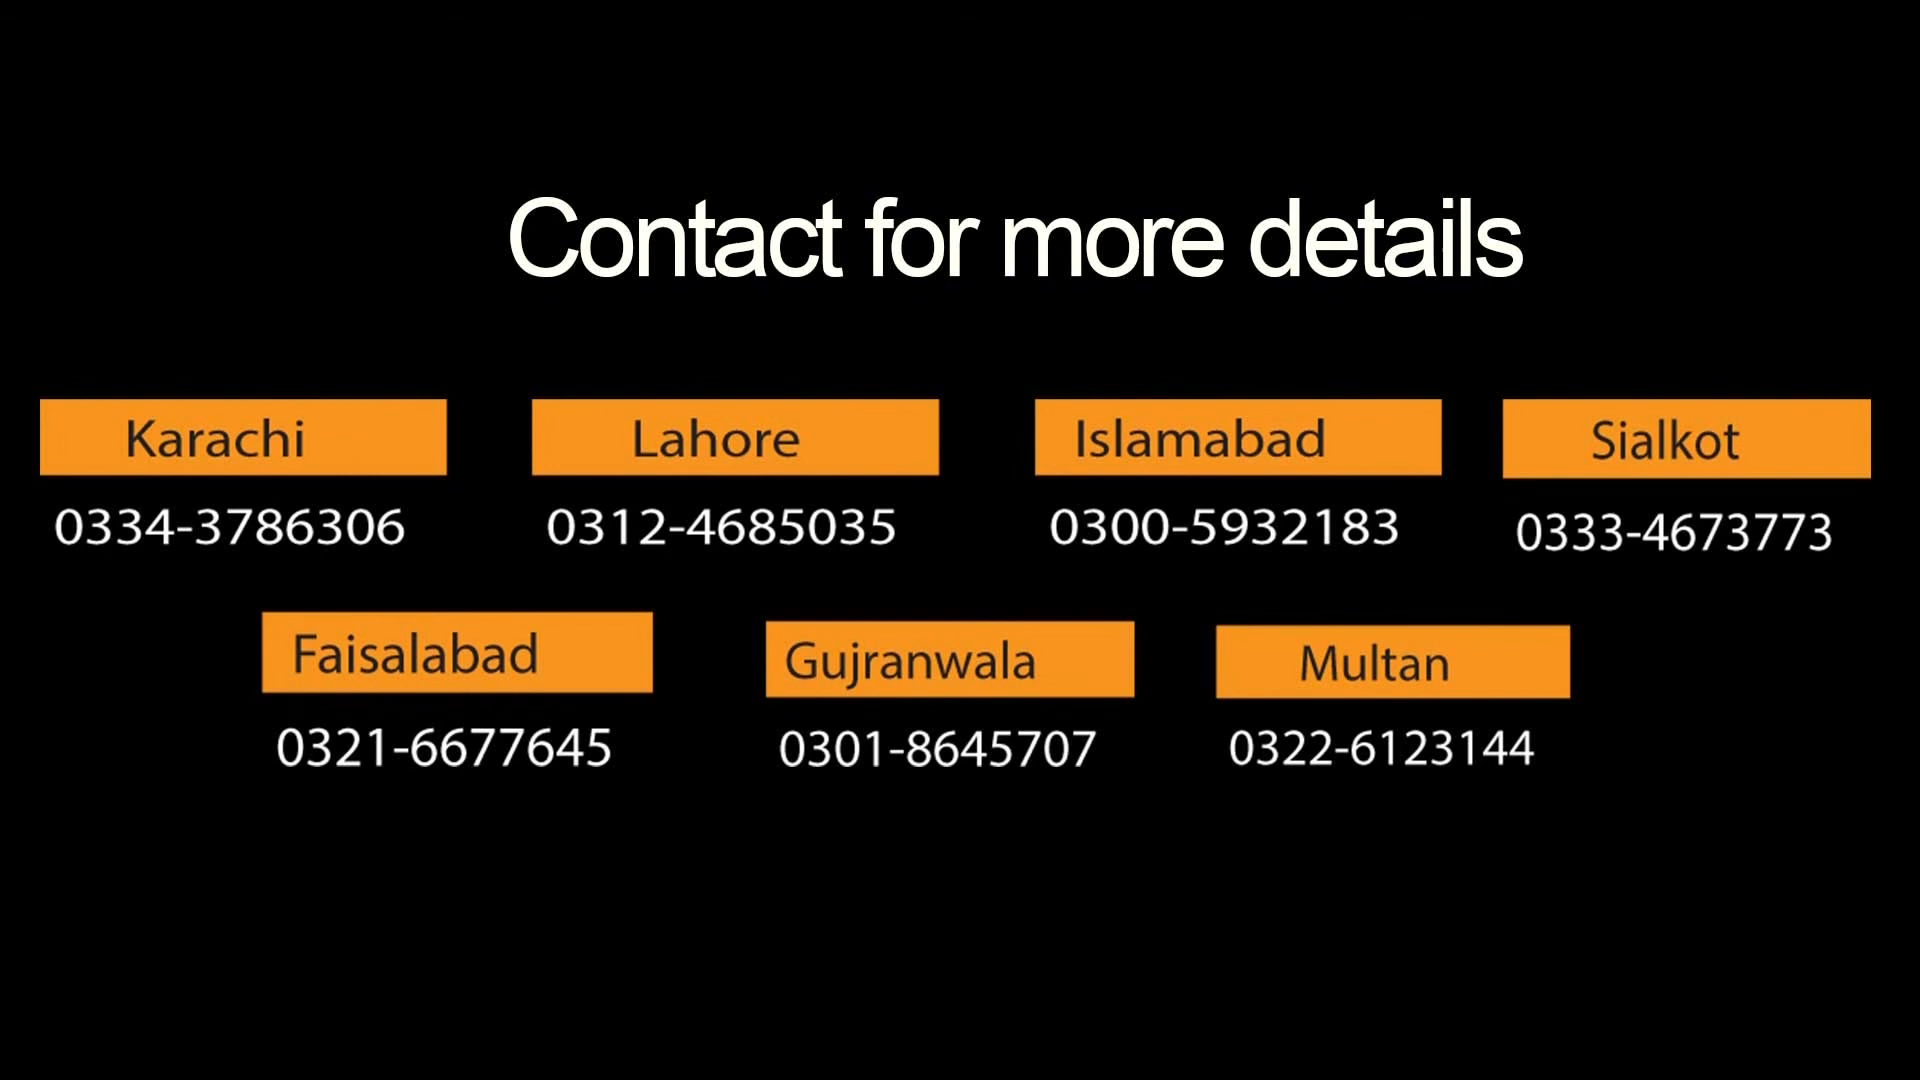 Contact for more details
Karachi Lahore Islamabad Sialkot
0334-3786306 0312-4685035 0300-5932183 0333-4673773
Faisalabad Gujranwala Multan
0321-6677645 0301-8645707 0322-6123144